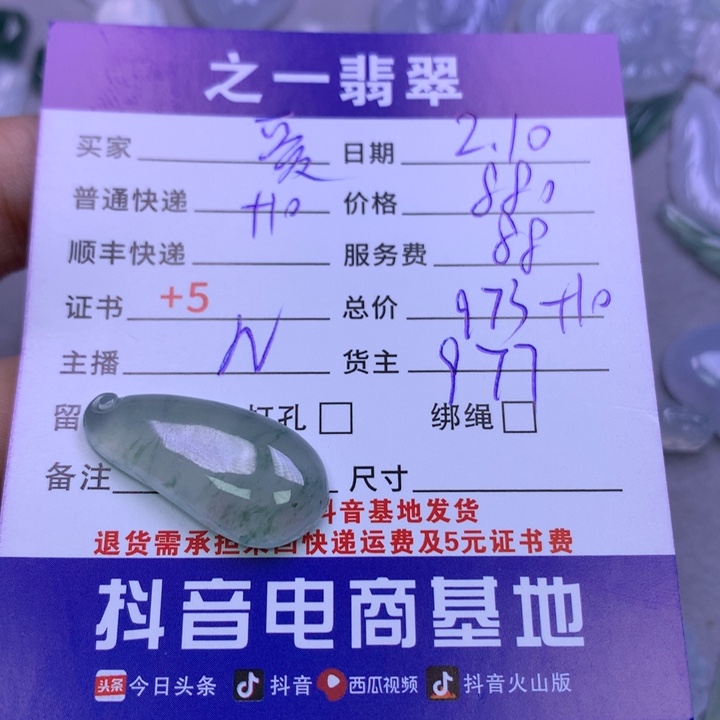 之一翡翠
买家 日期 2.10
普通快递 +10 价格 880
顺丰快递 服务费 88
证书 +5 总价 973+10
主播 N 货主 977
留 打孔 绑绳
备注 尺寸
抖音基地发货
退货需承担来回快递运费及5元证书费
抖音电商基地
头条 今日头条 抖音 西瓜视频 抖音火山版